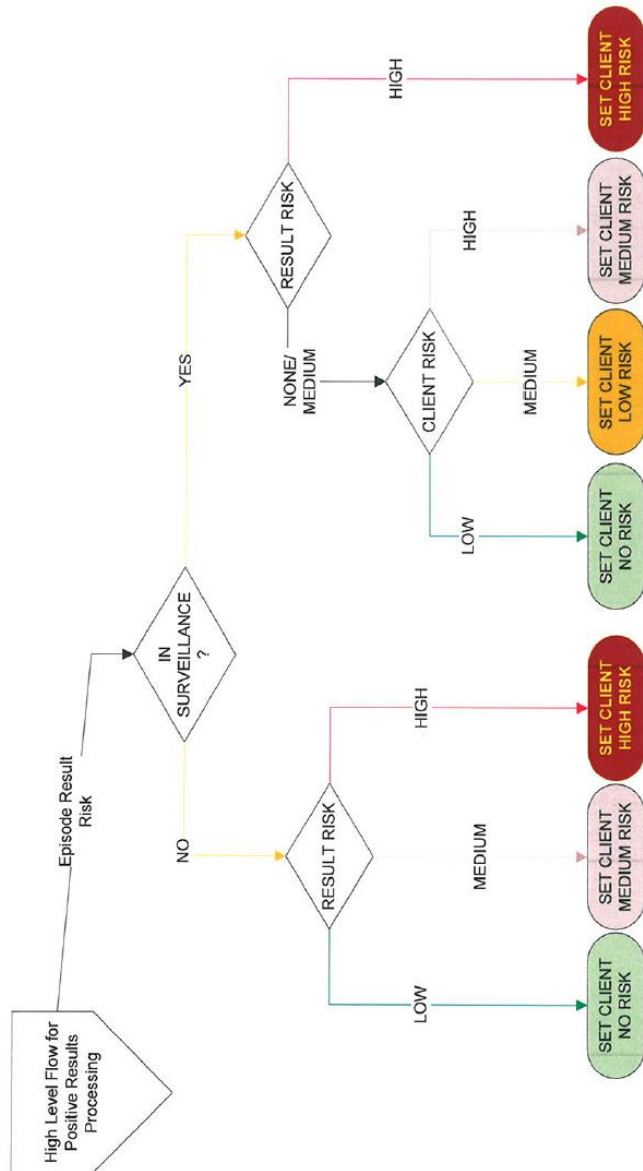 High Level Flow for
Positive Results
Processing
Episode Result
Risk
IN
SURVEILLANCE
?
NO
YES
RESULT RISK
LOW
MEDIUM
HIGH
SET CLIENT
NO RISK
SET CLIENT
MEDIUM RISK
SET CLIENT
HIGH RISK
RESULT RISK
NONE/
MEDIUM
HIGH
CLIENT RISK
LOW
MEDIUM
HIGH
SET CLIENT
NO RISK
SET CLIENT
LOW RISK
SET CLIENT
MEDIUM RISK
SET CLIENT
HIGH RISK